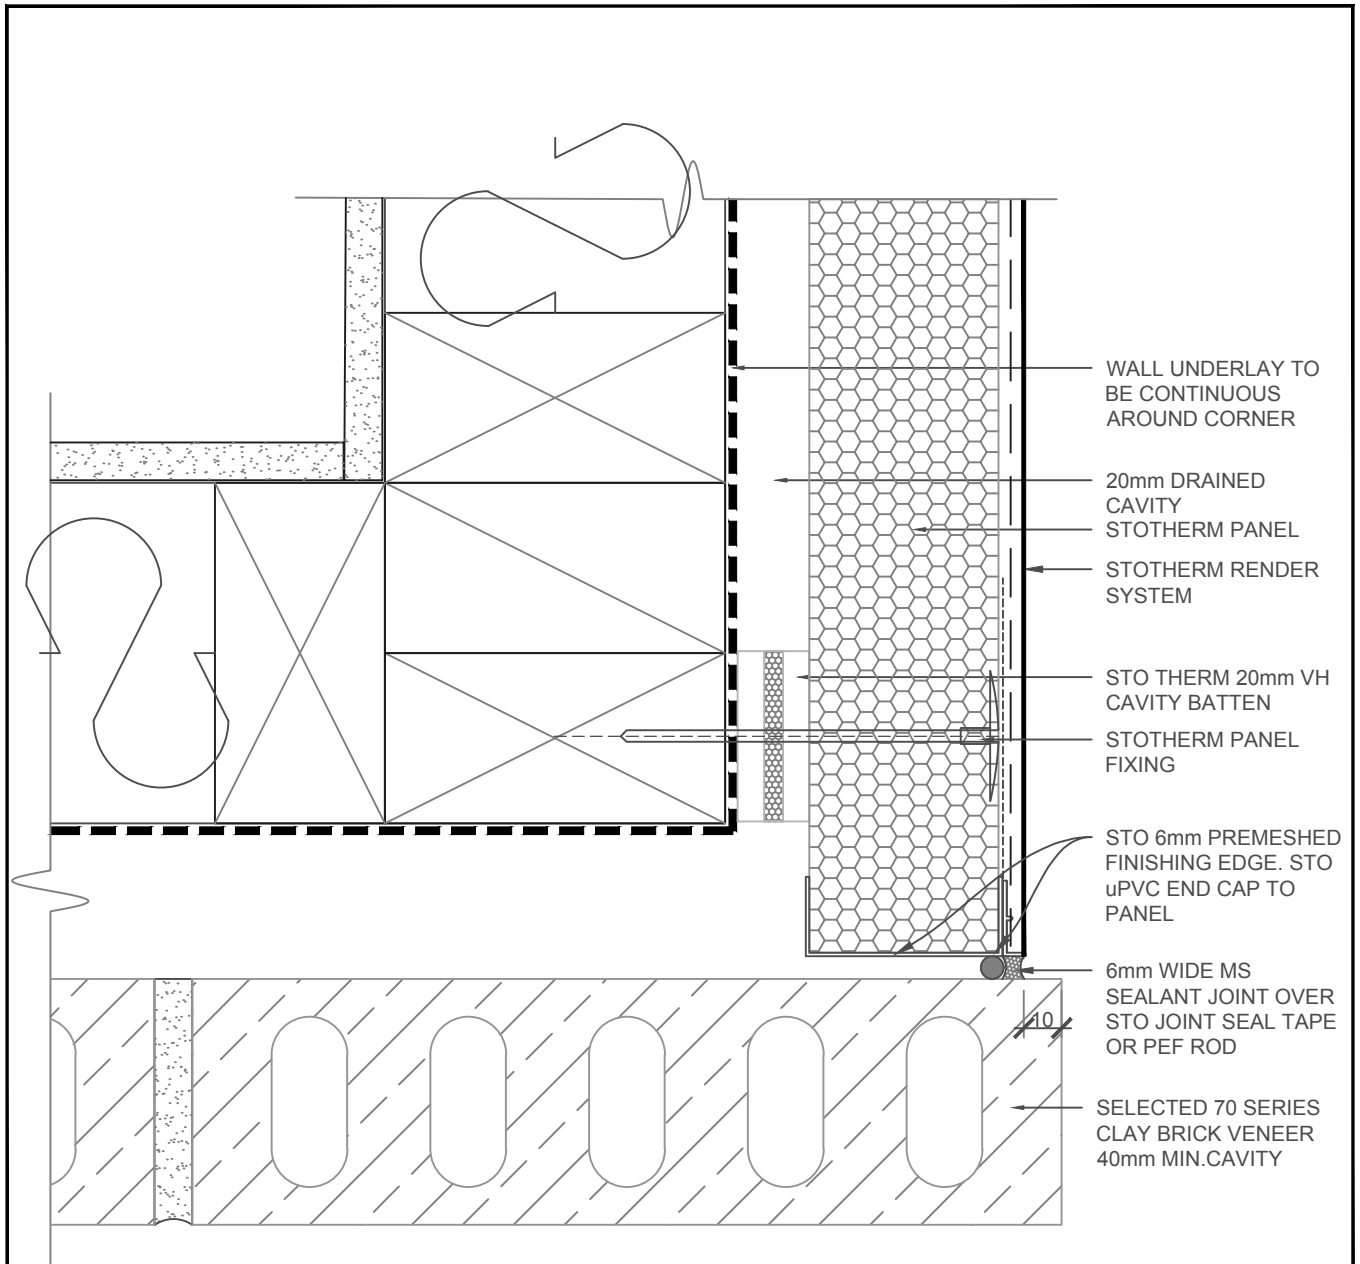 WALL UNDERLAY TO
BE CONTINUOUS
AROUND CORNER
20mm DRAINED
CAVITY
STOTHERM PANEL
STOTHERM RENDER
SYSTEM
STO THERM 20mm VH
CAVITY BATTEN
STOTHERM PANEL
FIXING
STO 6mm PREMESHED
FINISHING EDGE. STO
uPVC END CAP TO
PANEL
6mm WIDE MS
SEALANT JOINT OVER
STO JOINT SEAL TAPE
OR PEF ROD
10
SELECTED 70 SERIES
CLAY BRICK VENEER
40mm MIN.CAVITY